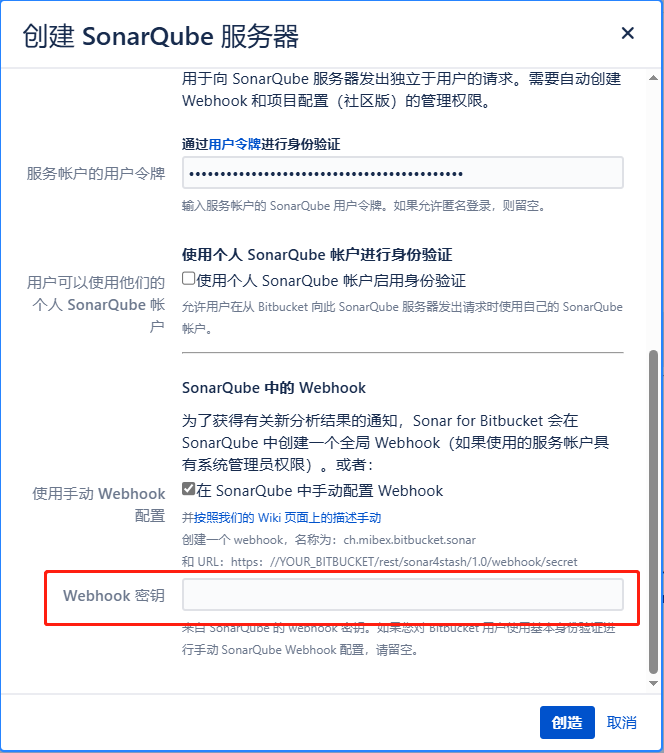 创建 SonarQube 服务器
用于向 SonarQube 服务器发出独立于用户的请求。需要自动创建
Webhook 和项目配置（社区版）的管理权限。
通过用户令牌进行身份验证
服务帐户的用户令牌
输入服务帐户的 SonarQube 用户令牌。如果允许匿名登录，则留空。
使用个人 SonarQube 帐户进行身份验证
用户可以使用他们的
个人 SonarQube 帐
户
使用个人 SonarQube 帐户启用身份验证
允许用户在从 Bitbucket 向此 SonarQube 服务器发出请求时使用自己的 SonarQube
帐户。
SonarQube 中的 Webhook
为了获得有关新分析结果的通知，Sonar for Bitbucket 会在
SonarQube 中创建一个全局 Webhook（如果使用的服务帐户具
有系统管理员权限）。或者：
使用手动 Webhook
配置
在 SonarQube 中手动配置 Webhook
并按照我们的 Wiki 页面上的描述手动
创建一个 webhook，名称为：ch.mibex.bitbucket.sonar
和 URL：https：//YOUR_BITBUCKET/rest/sonar4stash/1.0/webhook/secret
Webhook 密钥
来自 SonarQube 的 webhook 密钥。如果您对 Bitbucket 用户使用基本身份验证进
行手动 SonarQube Webhook 配置，请留空。
创造
取消